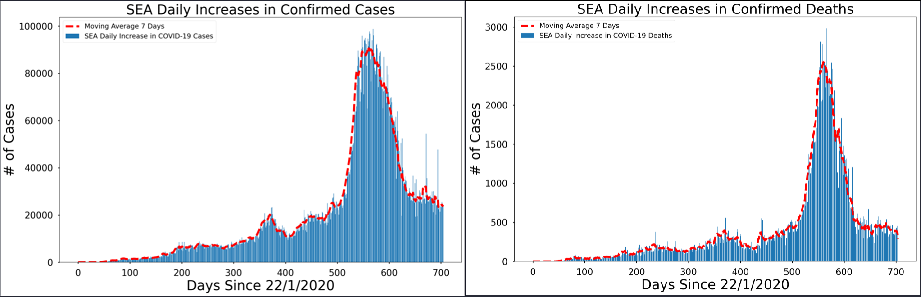 SEA Daily Increases in Confirmed Cases
Moving Average 7 Days
SEA Daily Increase in COVID-19 Cases
# of Cases
100000
80000
60000
40000
20000
0
0 100 200 300 400 500 600 700
Days Since 22/1/2020
SEA Daily Increases in Confirmed Deaths
Moving Average 7 Days
SEA Daily Increase in COVID-19 Deaths
# of Cases
3000
2500
2000
1500
1000
500
0
0 100 200 300 400 500 600 700
Days Since 22/1/2020